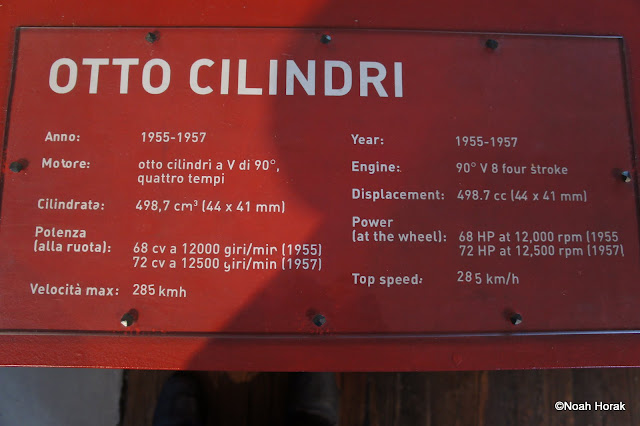 OTTO CILINDRI
Anno: 1955-1957
Motore: otto cilindri a V di 90°,
quattro tempi
Cilindrata: 498,7 cm³ (44 x 41 mm)
Potenza
(alla ruota): 68 cv a 12000 giri/min (1955)
72 cv a 12500 giri/min (1957)
Velocità max: 285 kmh
Year: 1955-1957
Engine: 90° V 8 four stroke
Displacement: 498.7 cc (44 x 41 mm)
Power
(at the wheel): 68 HP at 12,000 rpm (1955
72 HP at 12,500 rpm (1957)
Top speed: 285 km/h
©Noah Horak